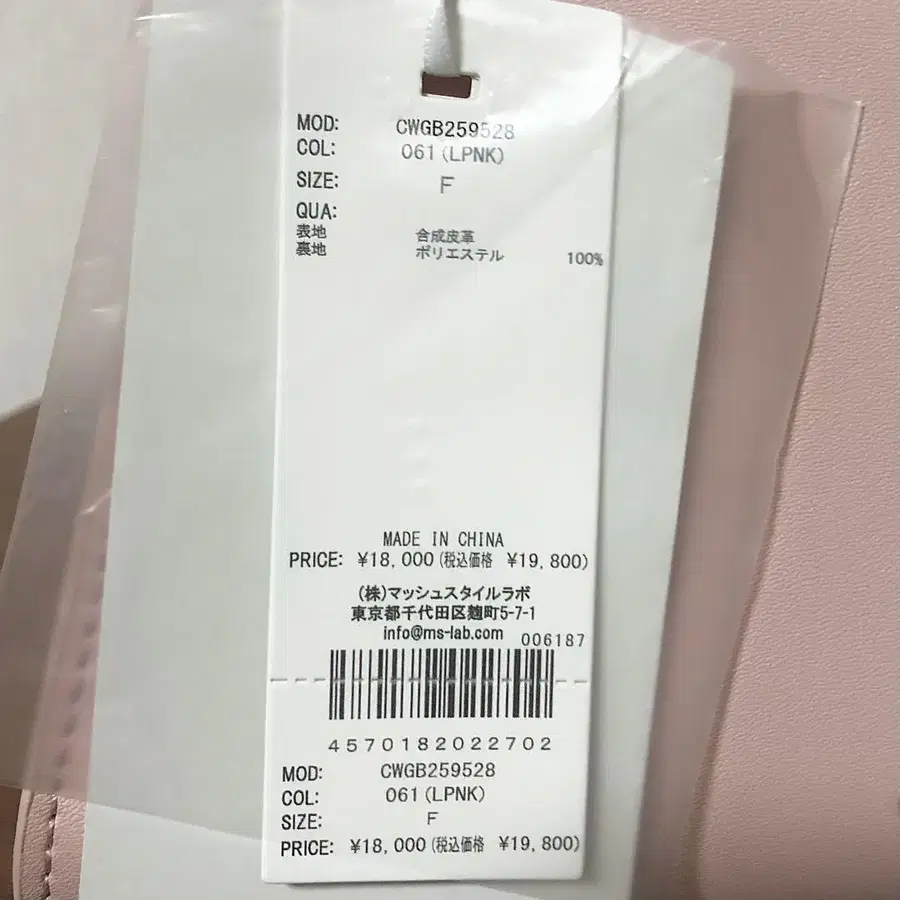 MOD: CWGB259528
COL: 061(LPNK)
SIZE: F
QUA:
表地 合成皮革
裏地 ポリエステル 100%
MADE IN CHINA
PRICE: ¥18,000(税込価格 ¥19,800)
(株)マッシュスタイルラボ
東京都千代田区麹町5-7-1
info@ms-lab.com 006187
4570182022702
MOD: CWGB259528
COL: 061(LPNK)
SIZE: F
PRICE: ¥18,000(税込価格 ¥19,800)